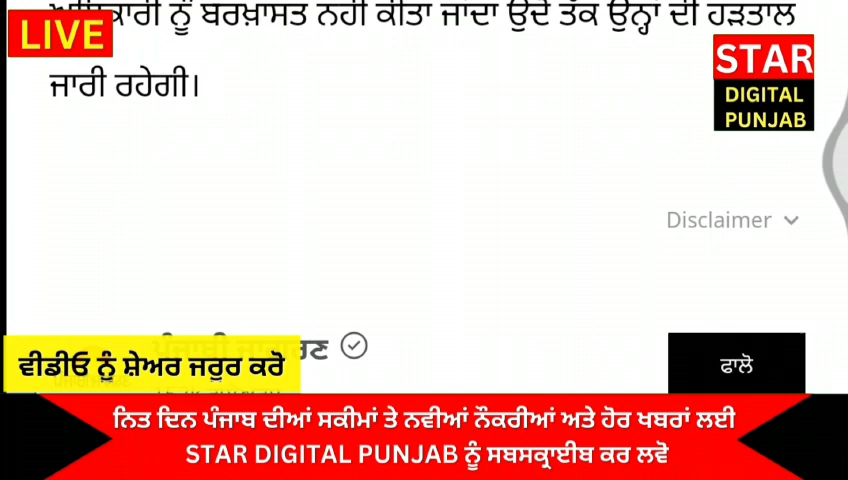 ਨੂੰ ਬਰਖ਼ਾਸਤ ਨਹੀਂ ਕੀਤਾ ਜਾਂਦਾ ਉਦੋਂ ਤੱਕ ਉਨ੍ਹਾਂ ਦੀ ਹੜਤਾਲ
LIVE
ਜਾਰੀ ਰਹੇਗੀ।
STAR
DIGITAL
PUNJAB
Disclaimer
ਵੀਡੀਓ ਨੂੰ ਸ਼ੇਅਰ ਜਰੂਰ ਕਰੋ
ਫਾਲੋ
ਨਿਤ ਦਿਨ ਪੰਜਾਬ ਦੀਆਂ ਸਕੀਮਾਂ ਤੇ ਨਵੀਆਂ ਨੌਕਰੀਆਂ ਅਤੇ ਹੋਰ ਖਬਰਾਂ ਲਈ
STAR DIGITAL PUNJAB ਨੂੰ ਸਬਸਕ੍ਰਾਈਬ ਕਰ ਲਵੋ